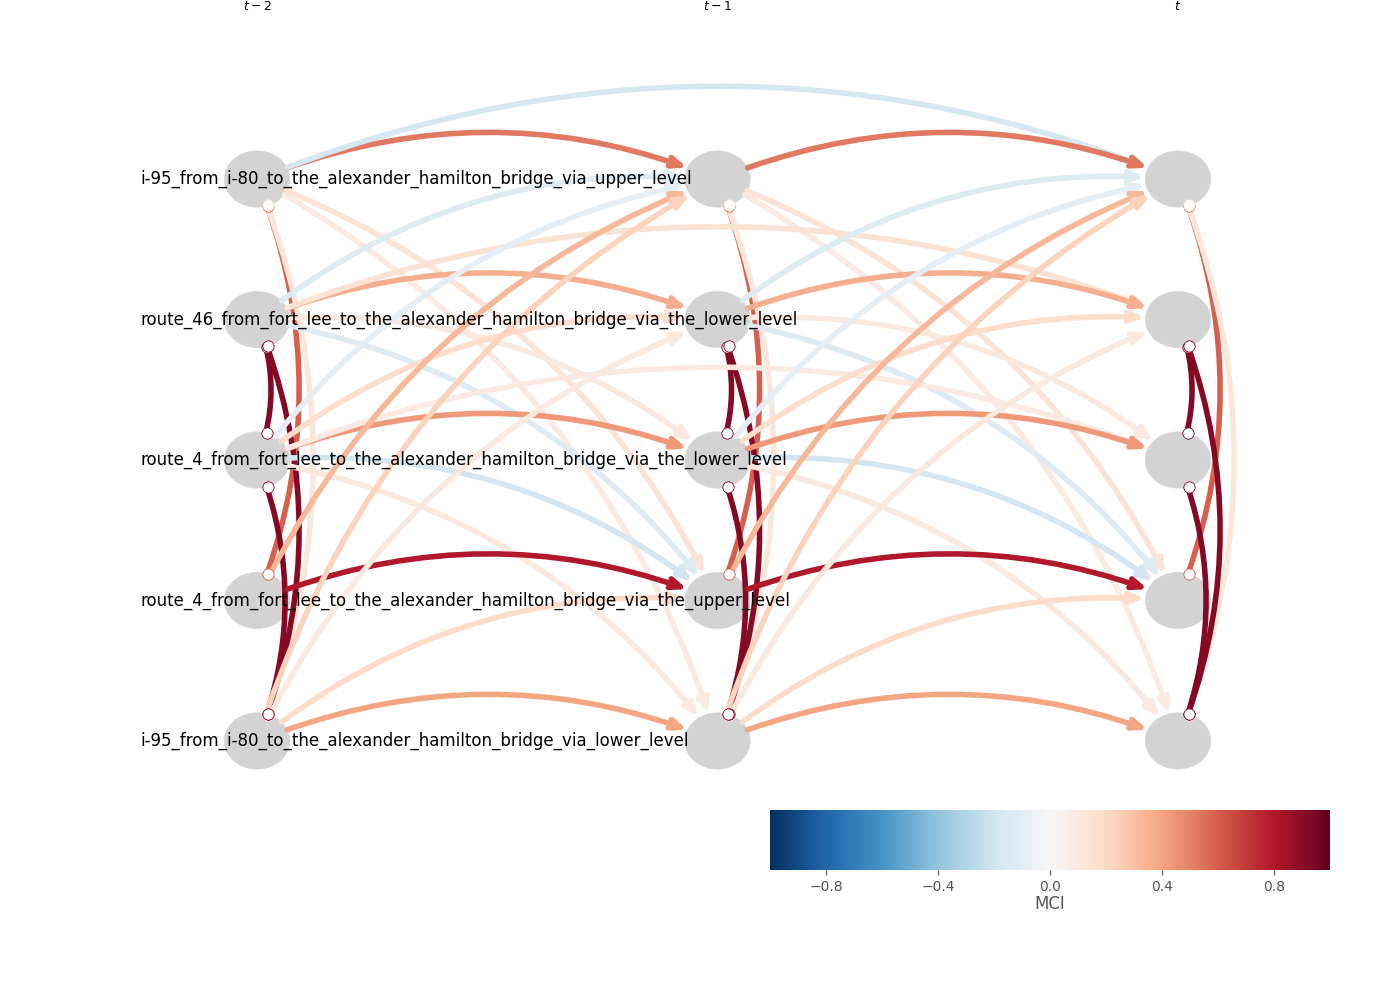 t − 2
t − 1
t
i-95_from_i-80_to_the_alexander_hamilton_bridge_via_upper_level
route_46_from_fort_lee_to_the_alexander_hamilton_bridge_via_the_lower_level
route_4_from_fort_lee_to_the_alexander_hamilton_bridge_via_the_lower_level
route_4_from_fort_lee_to_the_alexander_hamilton_bridge_via_the_upper_level
i-95_from_i-80_to_the_alexander_hamilton_bridge_via_lower_level
−0.8
−0.4
0.0
0.4
0.8
MCI